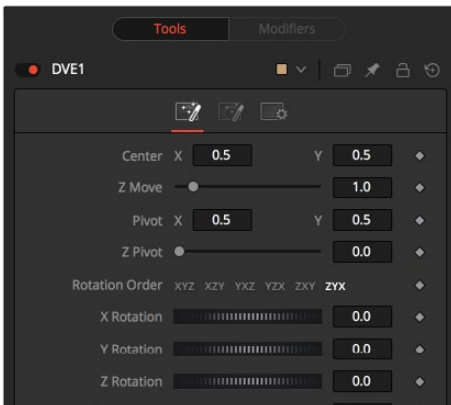 Tools Modifiers
DVE1
Center X 0.5 Y 0.5
Z Move 1.0
Pivot X 0.5 Y 0.5
Z Pivot 0.0
Rotation Order XYZ XZY YXZ YZX ZXY ZYX
X Rotation 0.0
Y Rotation 0.0
Z Rotation 0.0